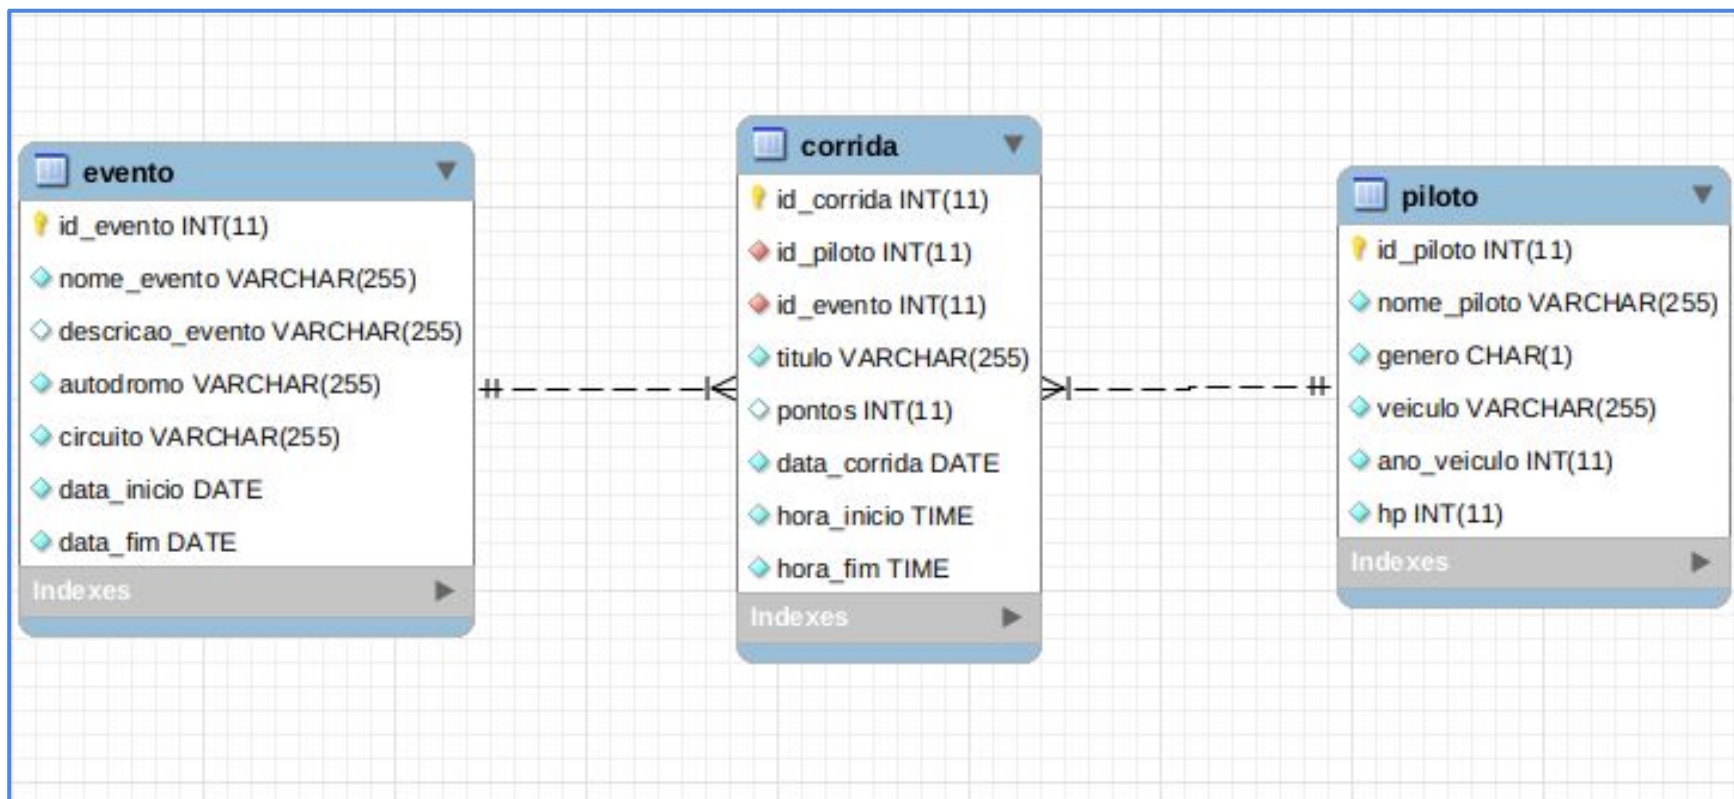 evento
id_evento INT(11)
nome_evento VARCHAR(255)
descricao_evento VARCHAR(255)
autodromo VARCHAR(255)
circuito VARCHAR(255)
data_inicio DATE
data_fim DATE
Indexes
corrida
id_corrida INT(11)
id_piloto INT(11)
id_evento INT(11)
titulo VARCHAR(255)
pontos INT(11)
data_corrida DATE
hora_inicio TIME
hora_fim TIME
Indexes
piloto
id_piloto INT(11)
nome_piloto VARCHAR(255)
genero CHAR(1)
veiculo VARCHAR(255)
ano_veiculo INT(11)
hp INT(11)
Indexes